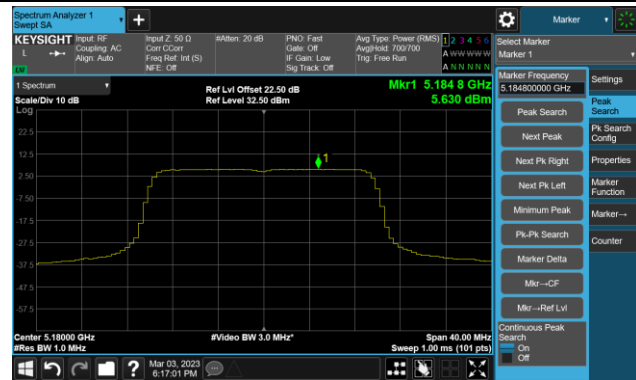 Spectrum Analyzer 1
Swept SA
Marker
KEYSIGHT
L
Input: RF
Coupling: AC
Align: Auto
Input Z: 50 Ω
Corr CCorr
Freq Ref: Int (S)
NFE: Off
#Atten: 20 dB
PNO: Fast
Gate: Off
IF Gain: Low
Sig Track: Off
Avg Type: Power (RMS)
Avg|Hold: 700/700
Trig: Free Run
1 2 3 4 5 6
A W W W W W
A N N N N N
LW
Select Marker
Marker 1
1 Spectrum
Scale/Div 10 dB
Log
Ref Lvl Offset 22.50 dB
Ref Level 32.50 dBm
Mkr1 5.184 8 GHz
5.630 dBm
22.5
12.5
2.50
-7.50
-17.5
-27.5
-37.5
-47.5
-57.5
1
Center 5.18000 GHz
#Res BW 1.0 MHz
#Video BW 3.0 MHz*
Span 40.00 MHz
Sweep 1.00 ms (101 pts)
Marker Frequency
5.184800000 GHz
Peak Search
Next Peak
Next Pk Right
Next Pk Left
Minimum Peak
Pk-Pk Search
Marker Delta
Mkr→CF
Mkr→Ref Lvl
Continuous Peak
Search
On
Off
Settings
Peak
Search
Pk Search
Config
Properties
Marker
Function
Marker→
Counter
?
Mar 03, 2023
6:17:01 PM